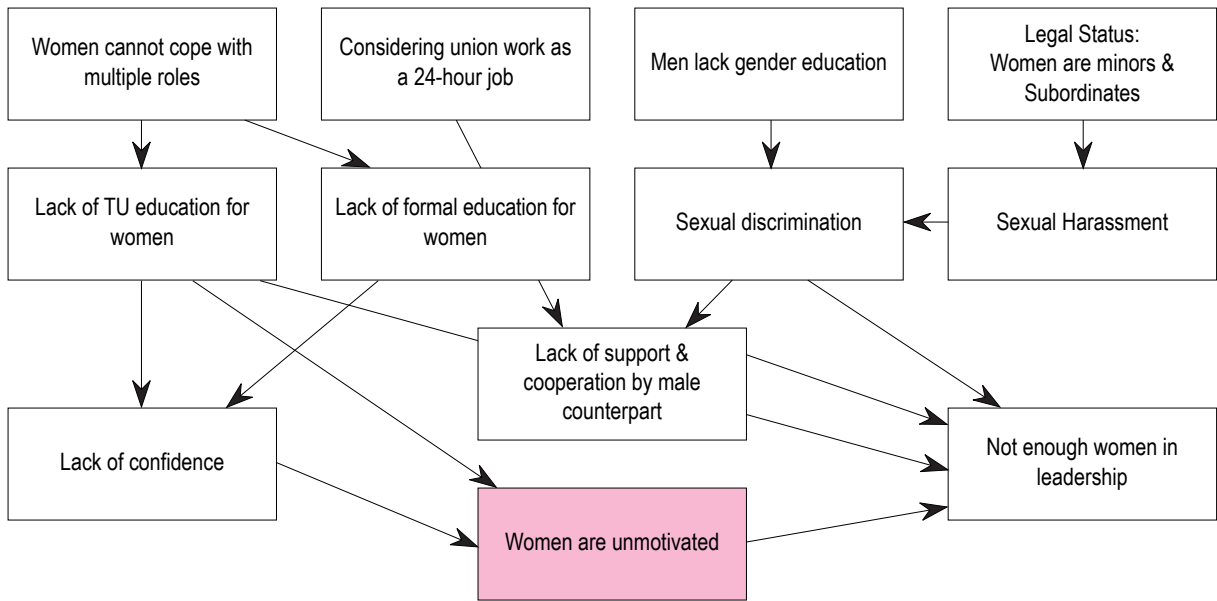 Women cannot cope with
multiple roles
Considering union work as
a 24-hour job
Men lack gender education
Legal Status:
Women are minors &
Subordinates
Lack of TU education for
women
Lack of formal education for
women
Sexual discrimination
Sexual Harassment
Lack of support &
cooperation by male
counterpart
Lack of confidence
Not enough women in
leadership
Women are unmotivated